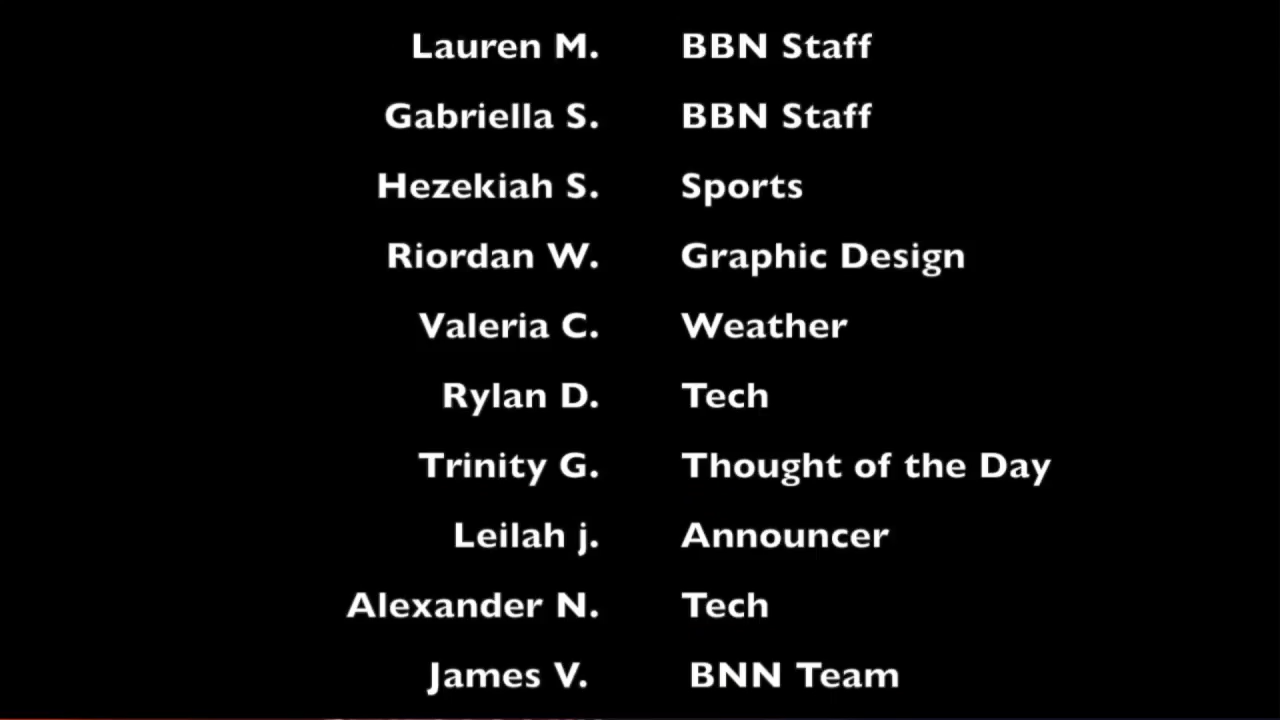 Lauren M. BBN Staff
Gabriella S. BBN Staff
Hezekiah S. Sports
Riordan W. Graphic Design
Valeria C. Weather
Rylan D. Tech
Trinity G. Thought of the Day
Leilah j. Announcer
Alexander N. Tech
James V. BNN Team